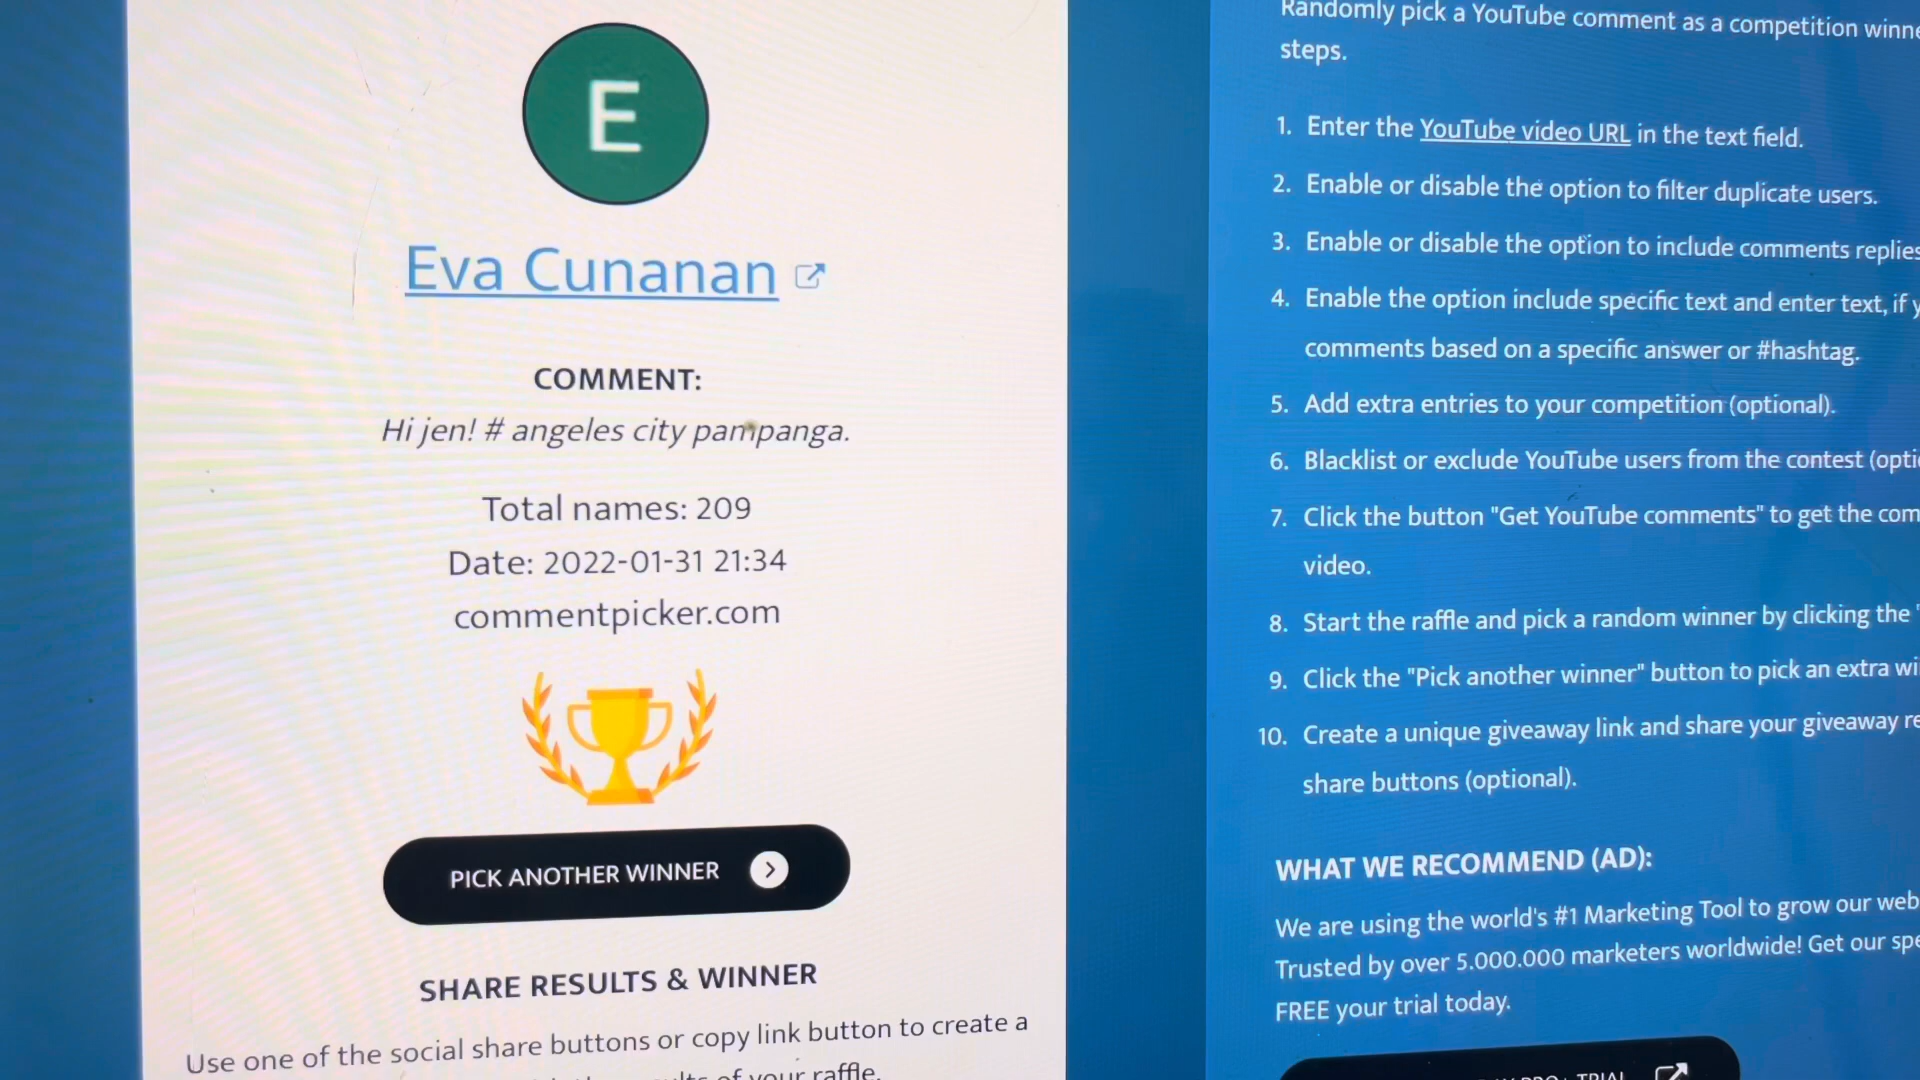 E
Eva Cunanan
COMMENT:
Hi jen! # angeles city pampanga.
Total names: 209
Date: 2022-01-31 21:34
commentpicker.com
PICK ANOTHER WINNER
SHARE RESULTS & WINNER
Use one of the social share buttons or copy link button to create a
of your raffle.
Randomly pick a YouTube comment as a competition
steps.
1. Enter the YouTube video URL in the text field.
2. Enable or disable the option to filter duplicate users.
3. Enable or disable the option to include comments replies
4. Enable the option include specific text and enter text, if
comments based on a specific answer or #hashtag.
5. Add extra entries to your competition (optional).
6. Blacklist or exclude YouTube users from the contest
7. Click the button "Get YouTube comments" to get the
video.
8. Start the raffle and pick a random winner by clicking the "
9. Click the "Pick another winner" button to pick an extra
10. Create a unique giveaway link and share your giveaway
share buttons (optional).
WHAT WE RECOMMEND (AD):
We are using the world's #1 Marketing Tool to grow our
Trusted by over 5.000.000 marketers worldwide! Get our
FREE your trial today.
TRIAL